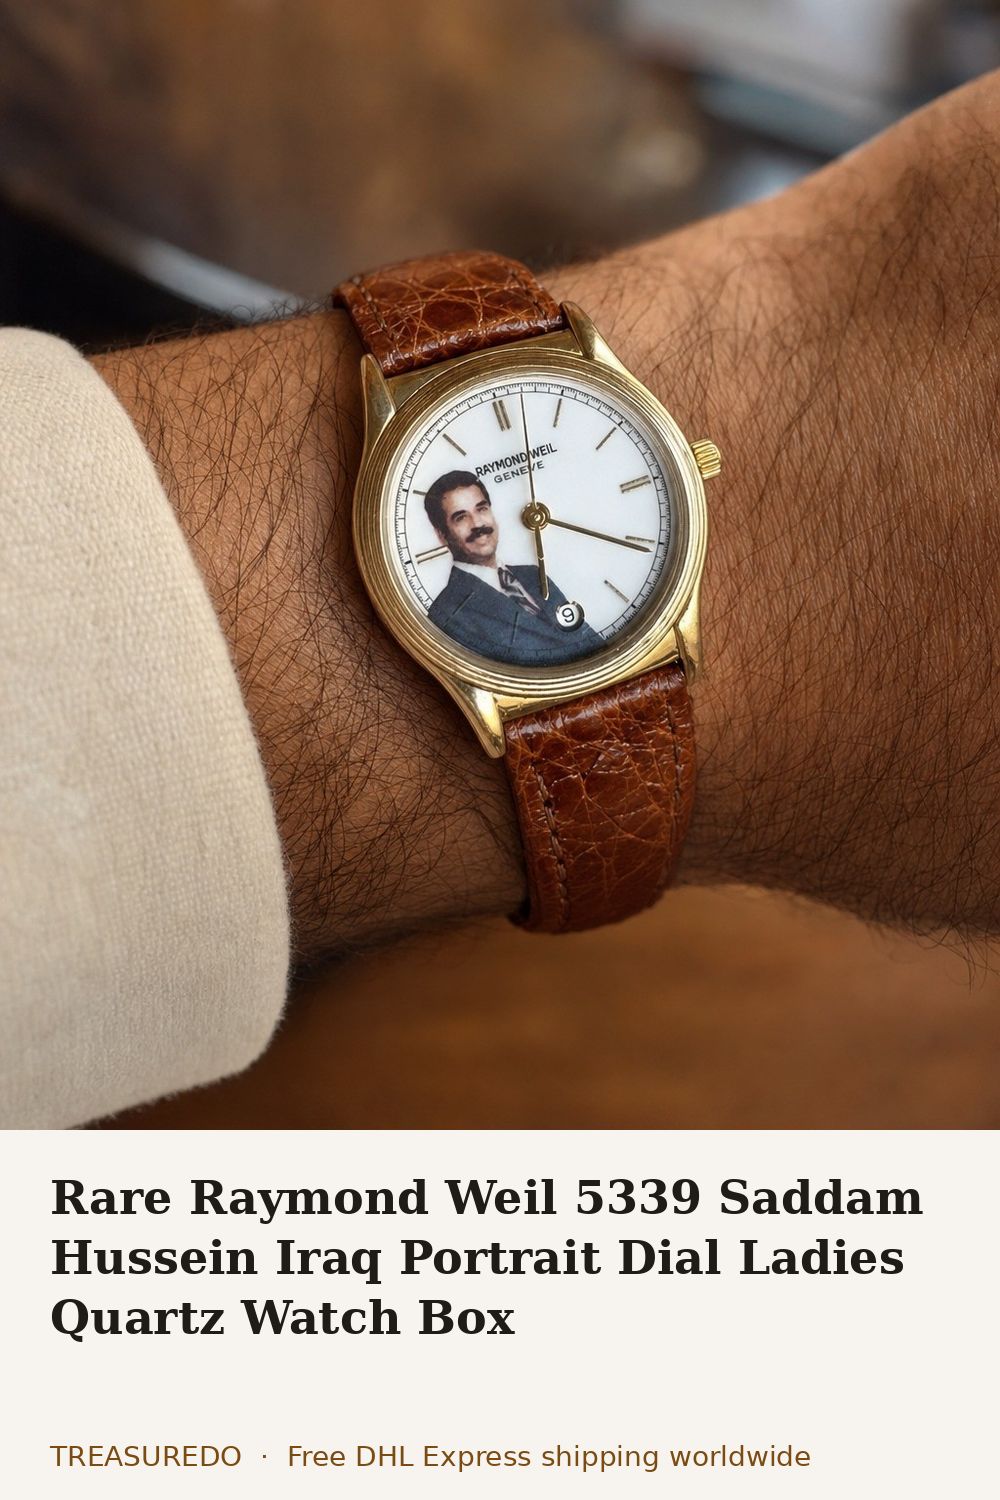 RAYMOND WEIL
GENEVE
9
Rare Raymond Weil 5339 Saddam
Hussein Iraq Portrait Dial Ladies
Quartz Watch Box
TREASUREDO · Free DHL Express shipping worldwide